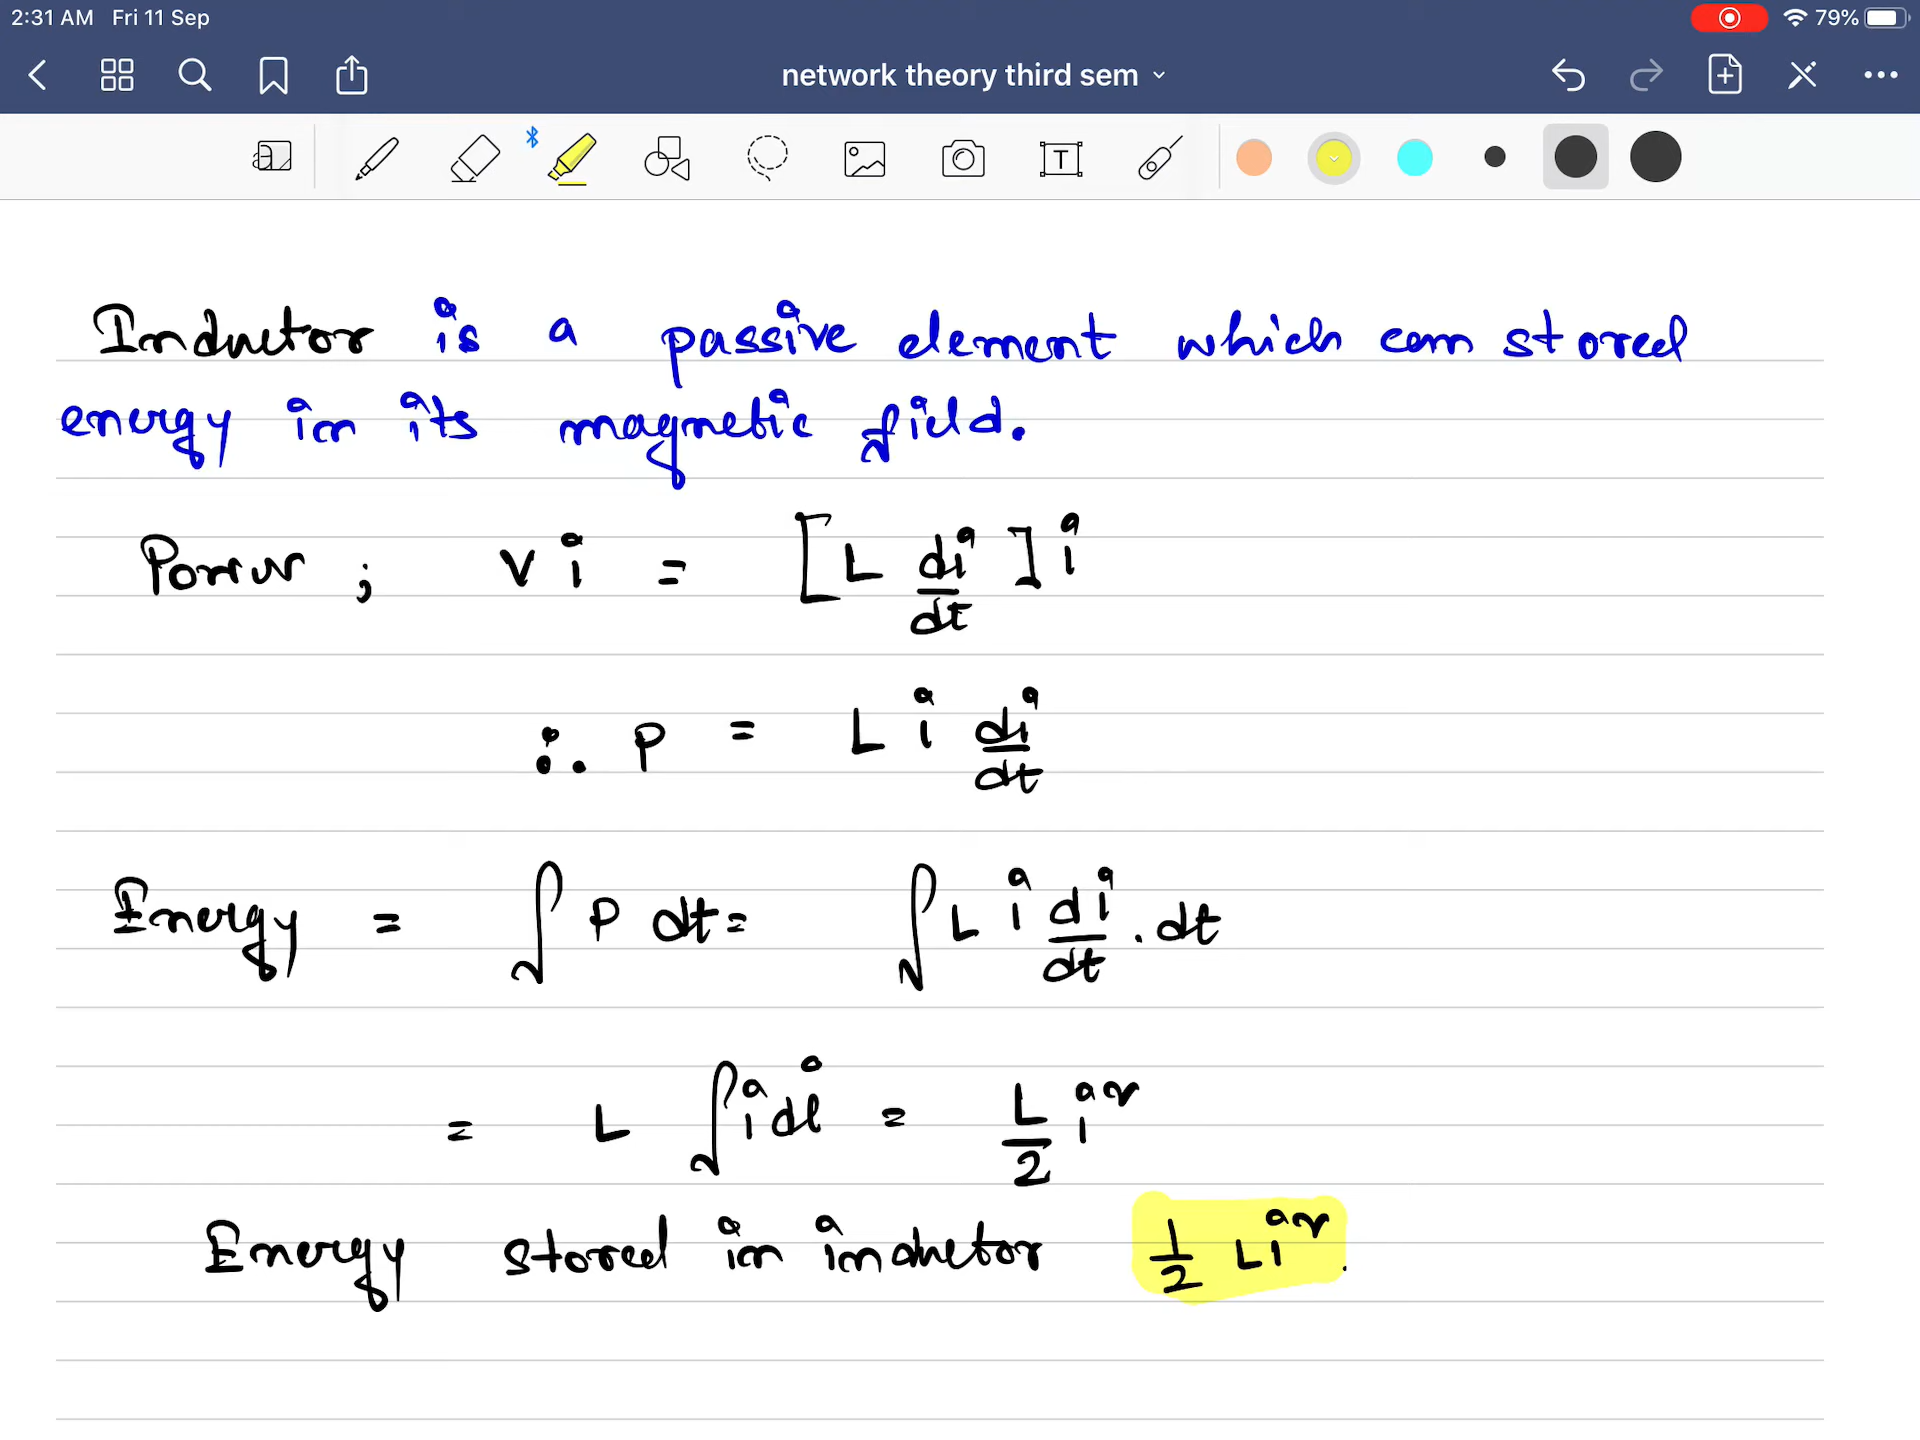 2:31 AM Fri 11 Sep 79%
network theory third sem
Inductor is a passive element which can stored
energy in its magnetic field.
Power ; v i = [L di/dt] i
∴ P = L i di/dt
Energy = ∫ P dt = ∫ L i di/dt . dt
= L ∫ i di = L/2 i²
Energy stored in inductor 1/2 Li².